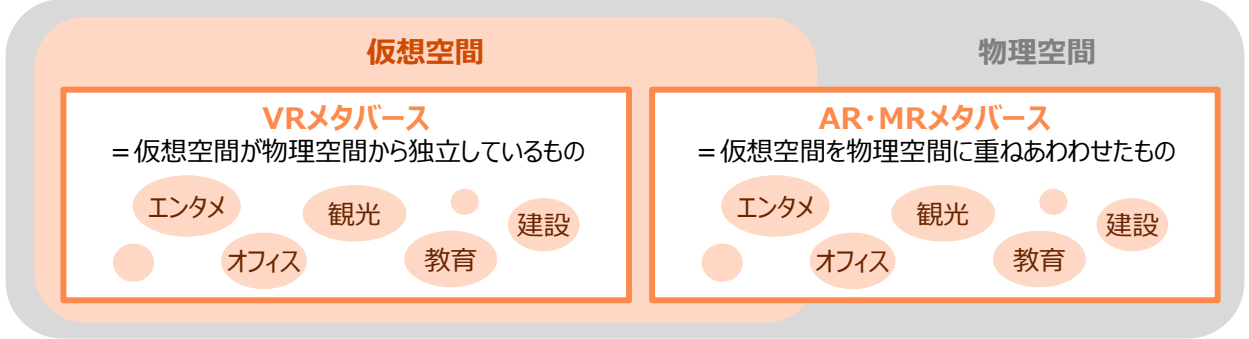 仮想空間
物理空間
VRメタバース
=仮想空間が物理空間から独立しているもの
エンタメ
観光
建設
オフィス
教育
AR・MRメタバース
=仮想空間を物理空間に重ねあわわせたもの
エンタメ
観光
建設
オフィス
教育